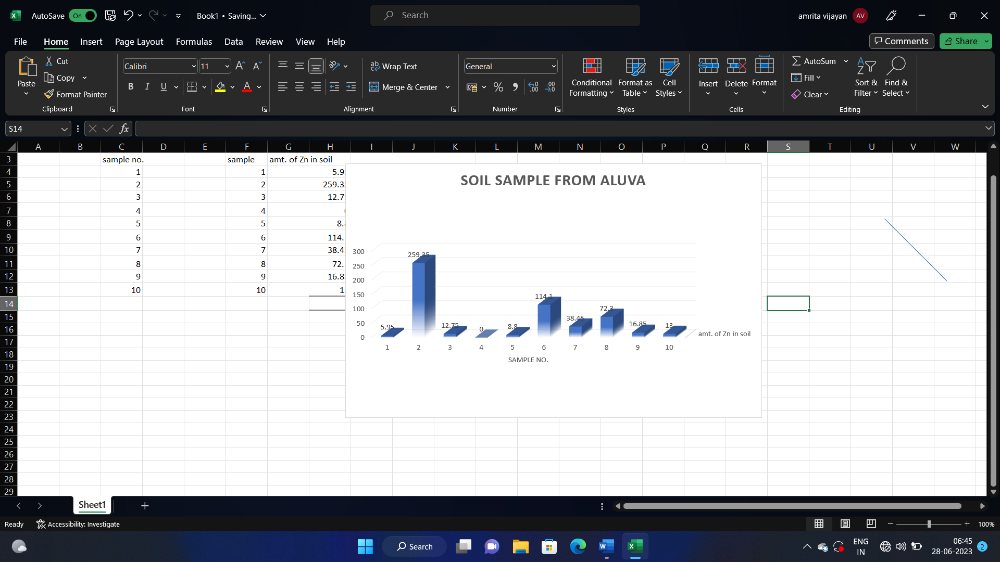 AutoSave On Book1 • Saving... Search amrita vijayan AV
File Home Insert Page Layout Formulas Data Review View Help Comments Share
Paste Cut Copy Format Painter Clipboard
Calibri 11 B I U A Font
ab Wrap Text Merge & Center Alignment
General % Number
Conditional Formatting Format as Table Cell Styles Styles
Insert Delete Format Cells
AutoSum Fill Clear Sort & Filter Find & Select Editing
S14 fx
A B C D E F G H I J K L M N O P Q R S T U V W
3 sample no. sample amt. of Zn in soil
4 1 1 5.95
5 2 2 259.35
6 3 3 12.75
7 4 4
8 5 5 8.8
9 6 6 114.1
10 7 7 38.45
11 8 8 72.3
12 9 9 16.85
13 10 10 13
14
15
16
17
18
19
20
21
22
23
24
25
26
27
28
29
SOIL SAMPLE FROM ALUVA
300
250
200
150
100
50
0
5.95 259.35 12.75 0 8.8 114.1 38.45 72.3 16.85 13
amt. of Zn in soil
1 2 3 4 5 6 7 8 9 10
SAMPLE NO.
Sheet1
Ready Accessibility: Investigate 100%
Search ENG IN 06:45 28-06-2023 2